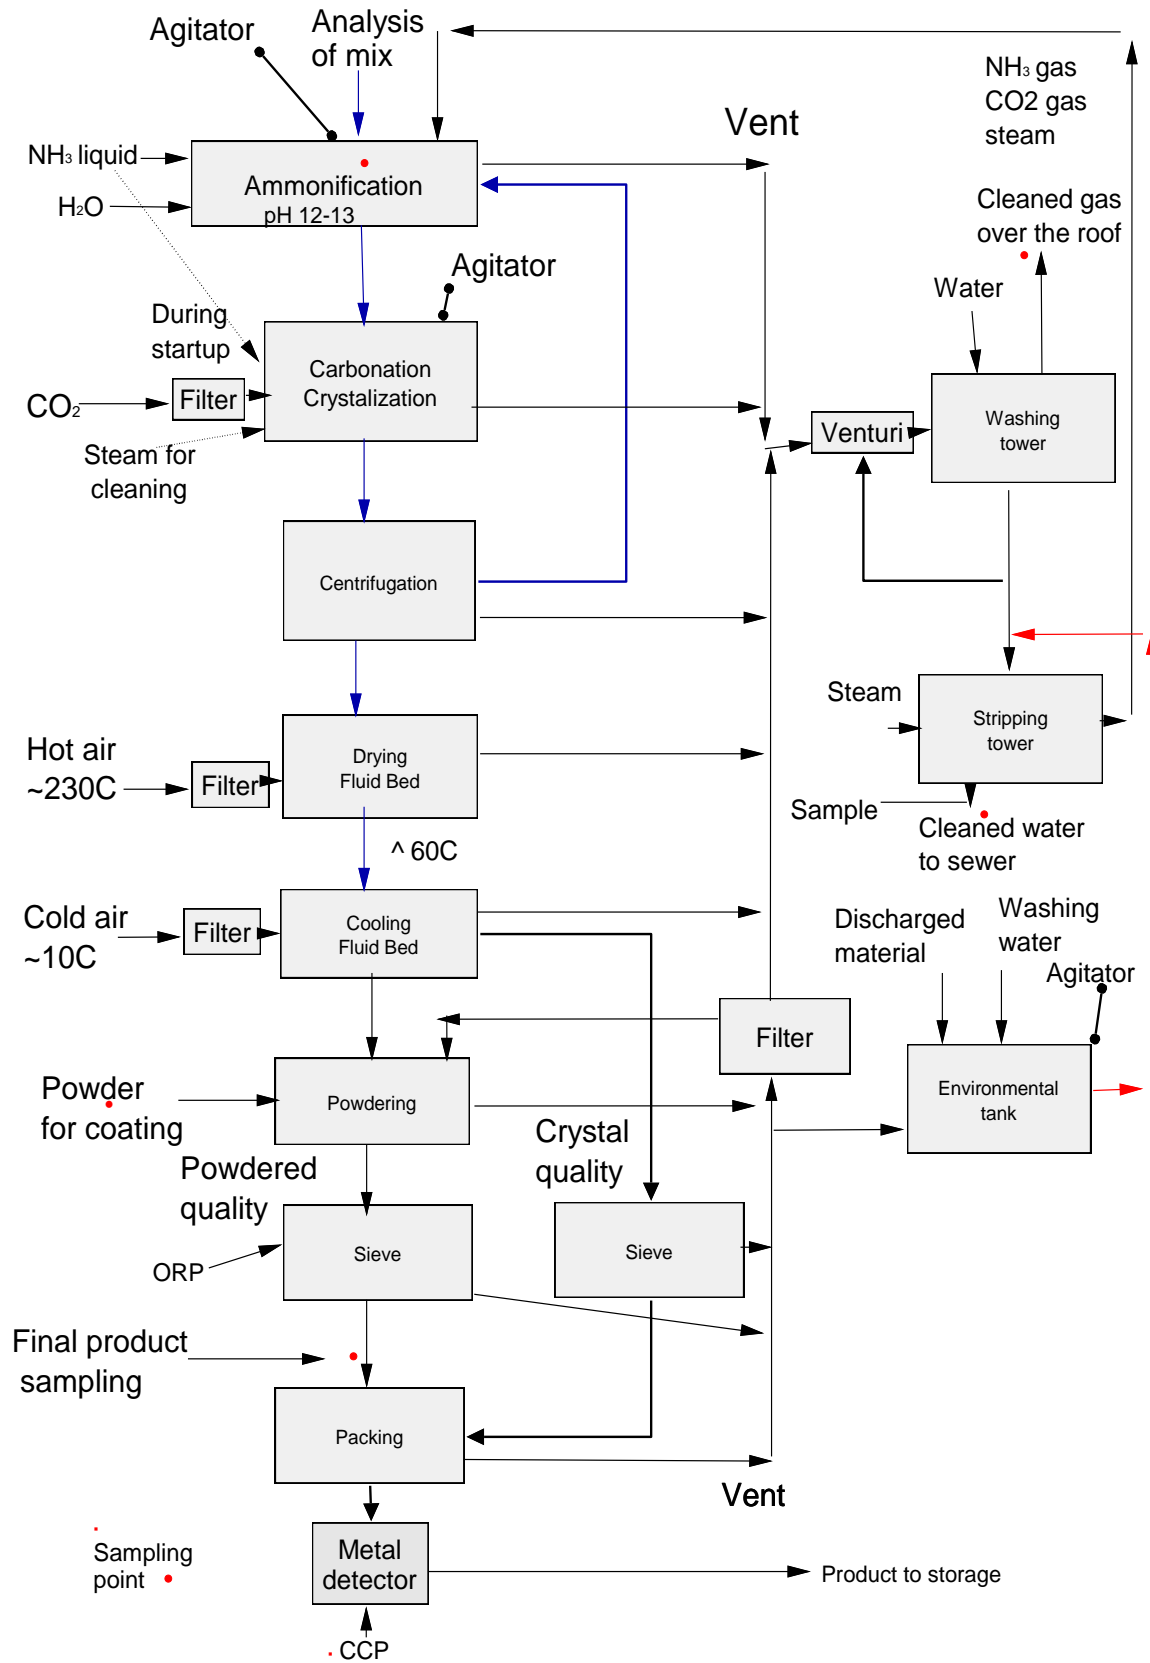 Agitator
Analysis
of mix
NH₃ gas
CO2 gas
steam
Vent
NH₃ liquid
H₂O
Ammonification
pH 12-13
Cleaned gas
over the roof
Agitator
Water
During
startup
Carbonation
Crystalization
CO₂
Filter
Steam for
cleaning
Venturi
Washing
tower
Centrifugation
Steam
Stripping
tower
Hot air
~230C
Filter
Drying
Fluid Bed
Sample
Cleaned water
to sewer
^ 60C
Cold air
~10C
Filter
Cooling
Fluid Bed
Discharged
material
Washing
water
Agitator
Filter
Environmental
tank
Powder
for coating
Powdering
Crystal
quality
Powdered
quality
Sieve
Sieve
ORP
Final product
sampling
Packing
Vent
Sampling
point
Metal
detector
Product to storage
CCP